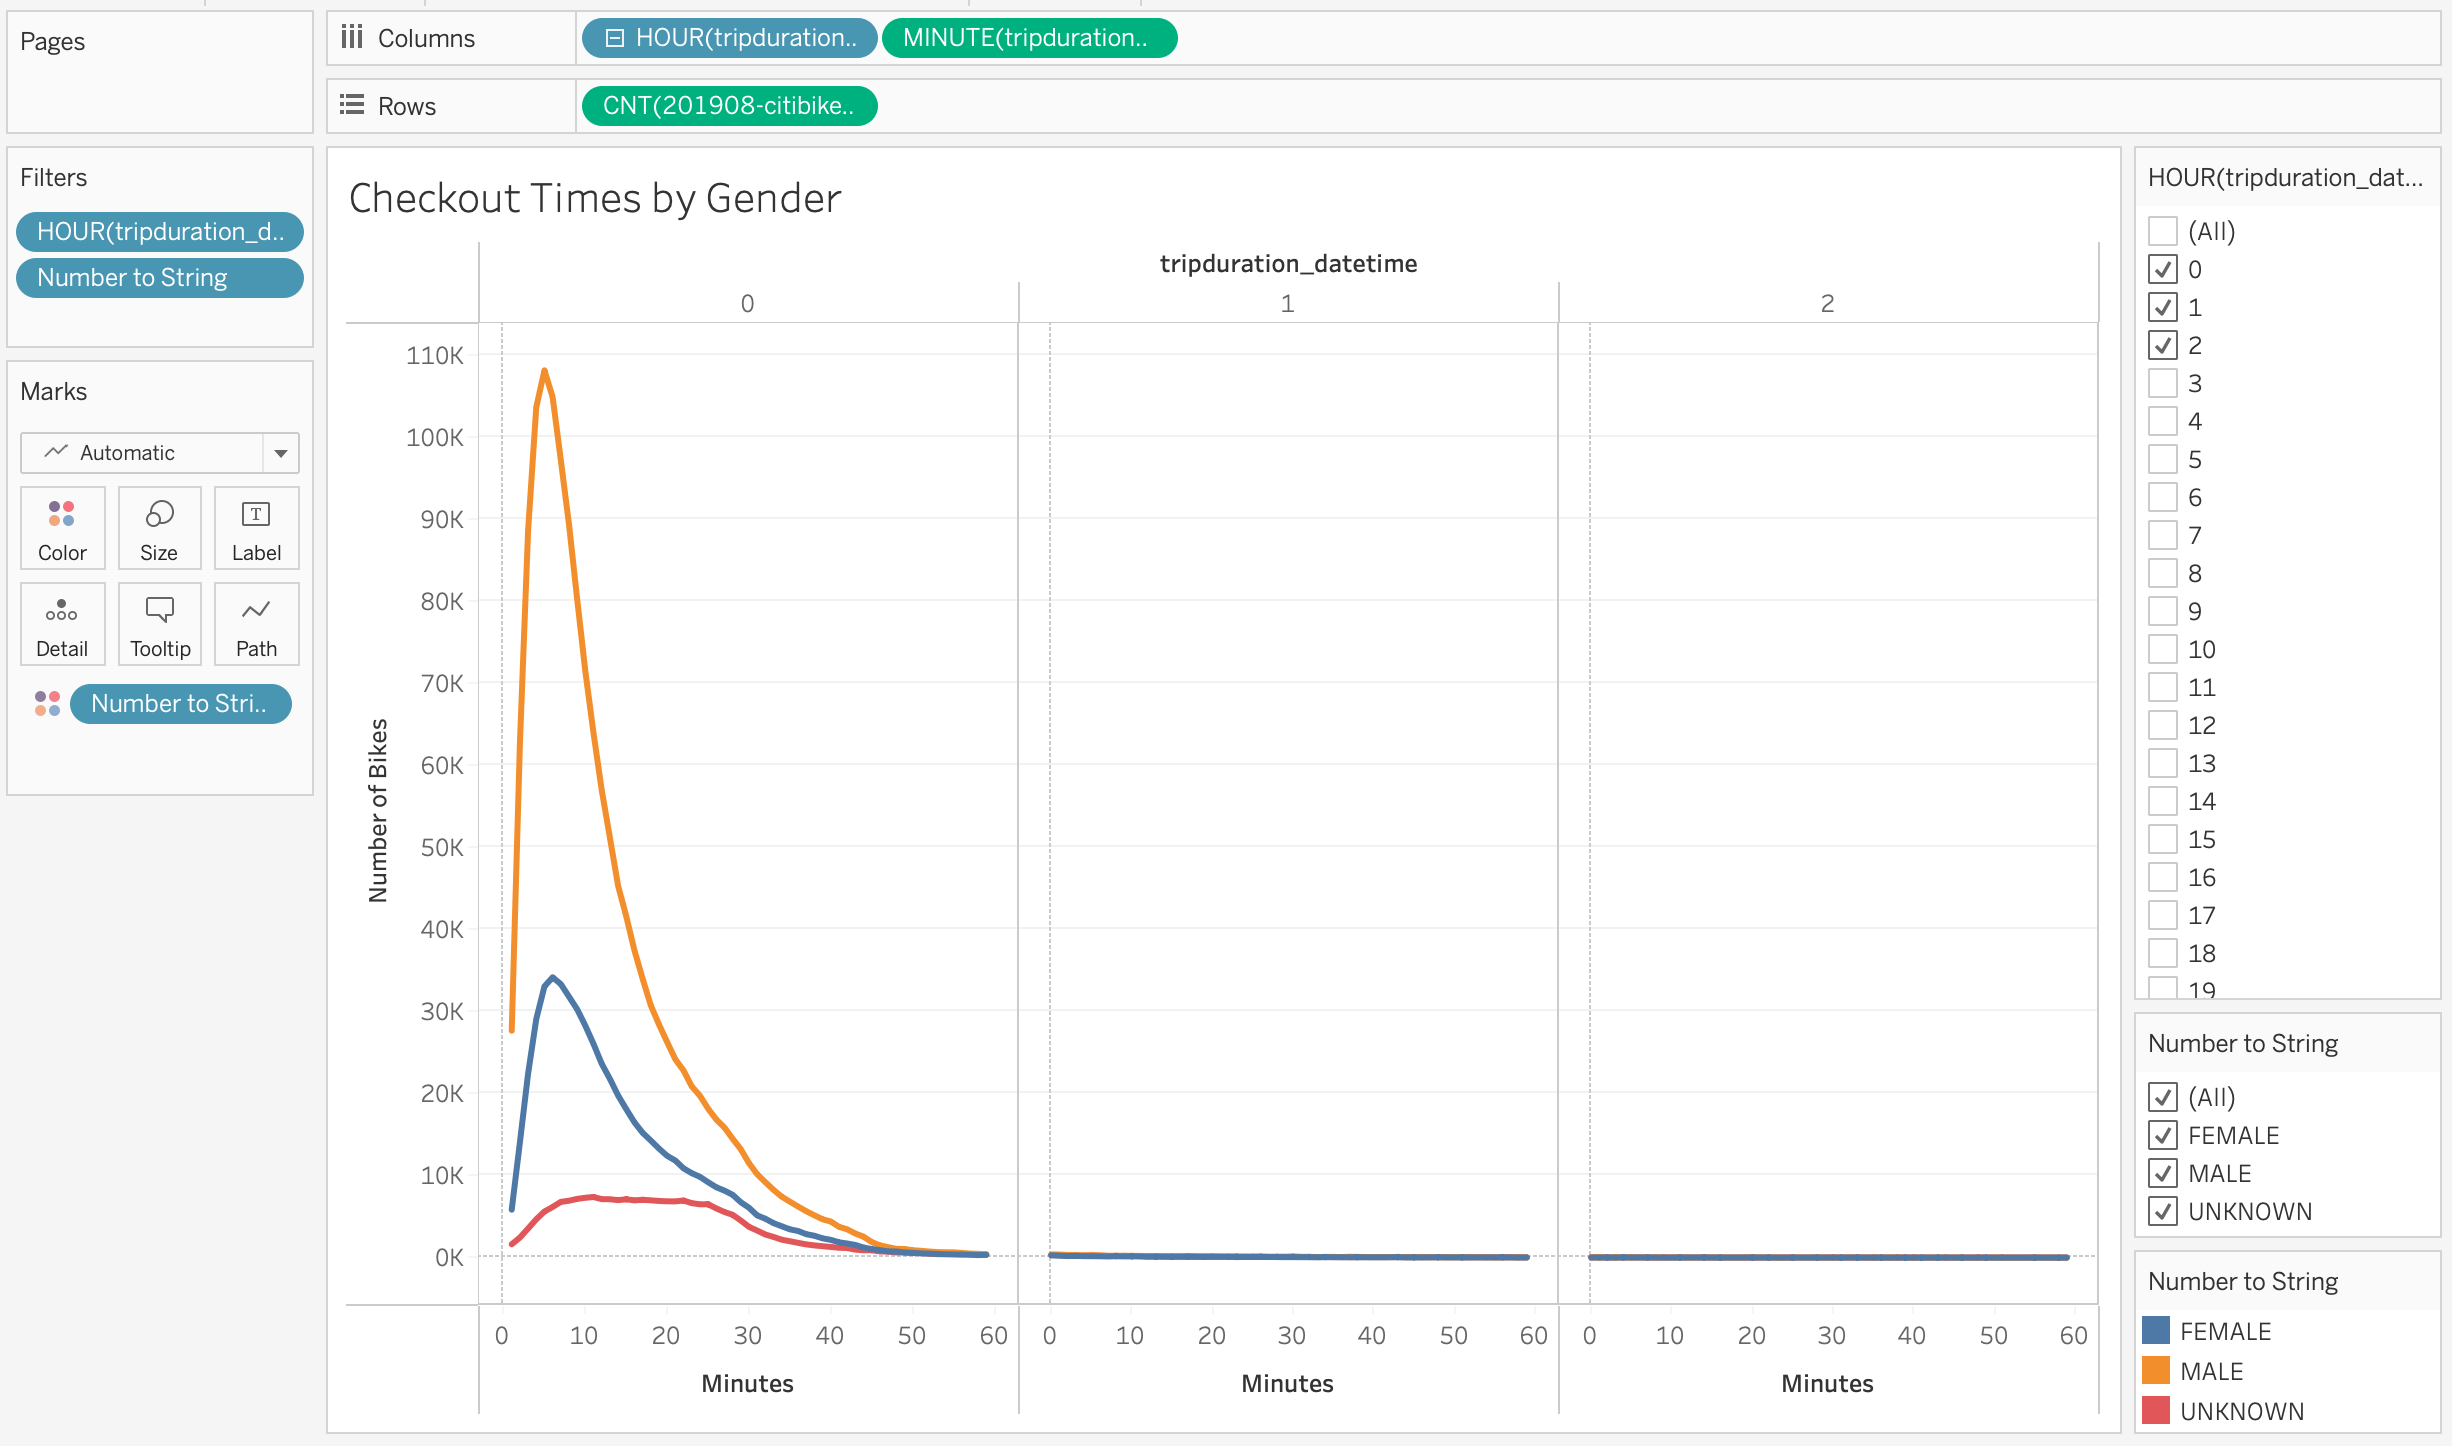 Pages
Columns
HOUR(tripduration..
MINUTE(tripduration..
Rows
CNT(201908-citibike..
Filters
HOUR(tripduration_d..
Number to String
Marks
Automatic
Color
Size
Label
Detail
Tooltip
Path
Number to Stri..
Checkout Times by Gender
tripduration_datetime
0
1
2
Number of Bikes
110K
100K
90K
80K
70K
60K
50K
40K
30K
20K
10K
0K
0 10 20 30 40 50 60
0 10 20 30 40 50 60
0 10 20 30 40 50 60
Minutes
Minutes
Minutes
HOUR(tripduration_dat...
(All)
0
1
2
3
4
5
6
7
8
9
10
11
12
13
14
15
16
17
18
19
Number to String
(All)
FEMALE
MALE
UNKNOWN
Number to String
FEMALE
MALE
UNKNOWN